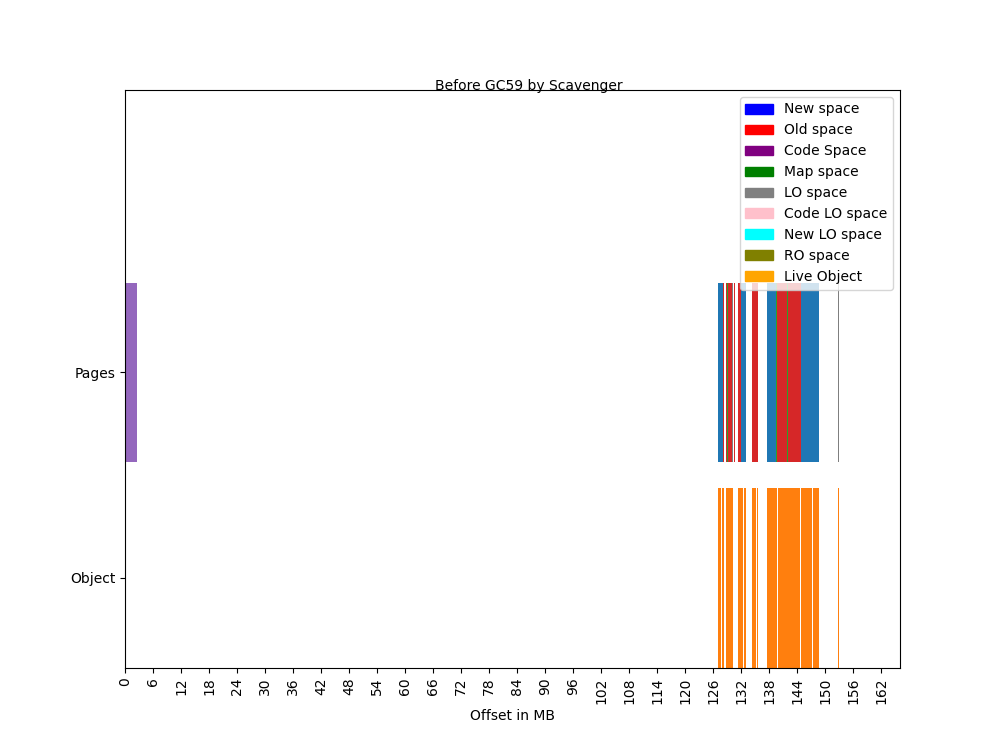 Before GC59 by Scavenger
New space
Old space
Code Space
Map space
LO space
Code LO space
New LO space
RO space
Live Object
Pages
Object
0 6 12 18 24 30 36 42 48 54 60 66 72 78 84 90 96 102 108 114 120 126 132 138 144 150 156 162
Offset in MB